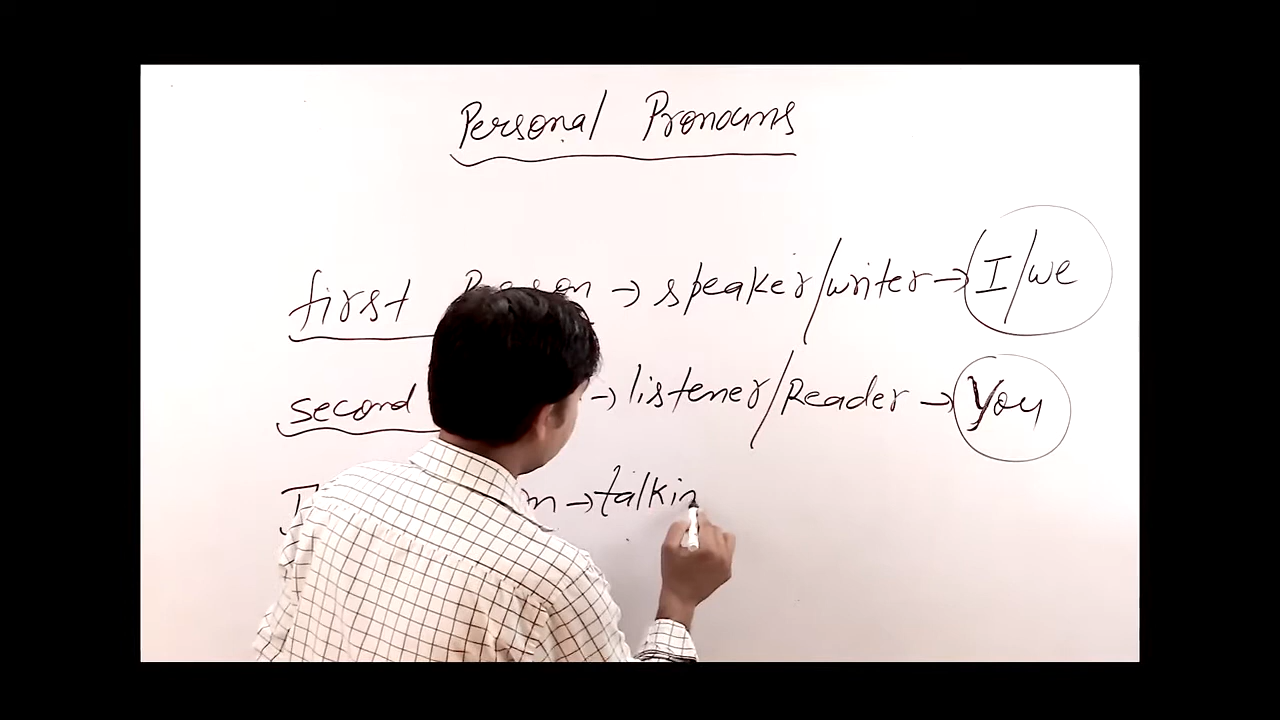 Personal Pronouns
first Person → speaker/writer → I/we
second → listener/Reader → You
→ talkin